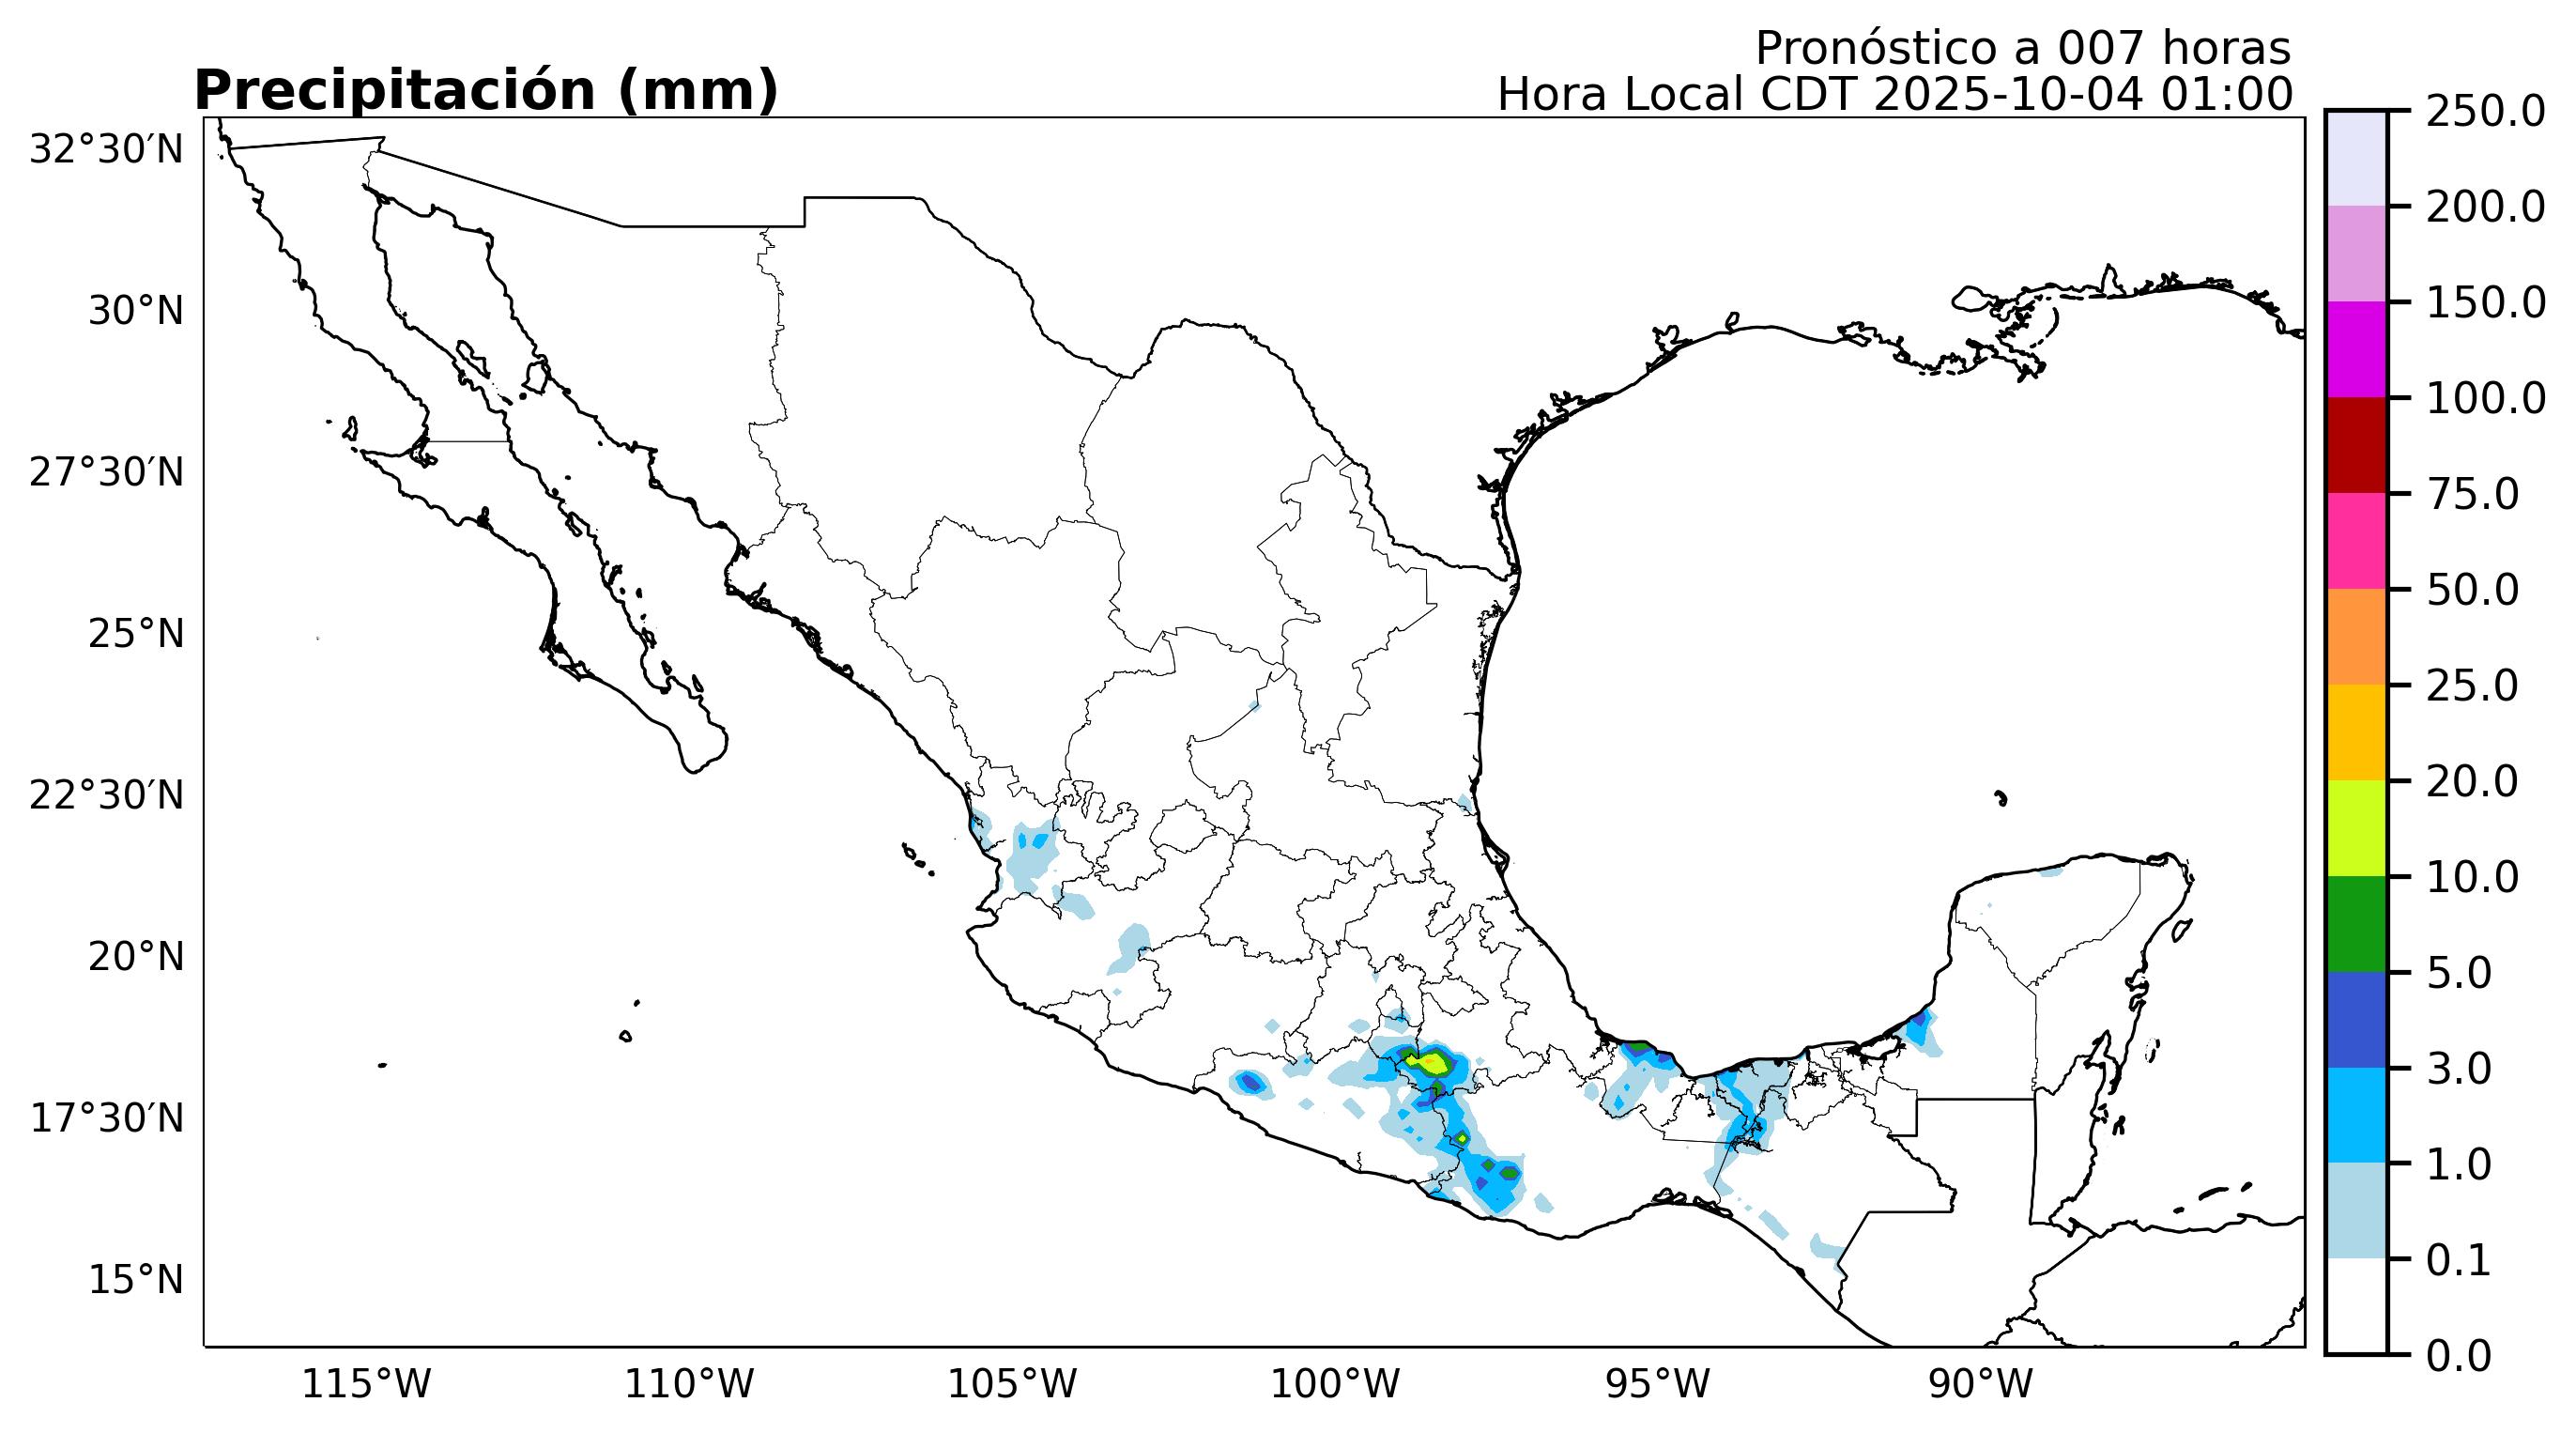 Pronóstico a 007 horas
Precipitación (mm)
Hora Local CDT 2025-10-04 01:00
32°30′N
30°N
27°30′N
25°N
22°30′N
20°N
17°30′N
15°N
115°W
110°W
105°W
100°W
95°W
90°W
250.0
200.0
150.0
100.0
75.0
50.0
25.0
20.0
10.0
5.0
3.0
1.0
0.1
0.0